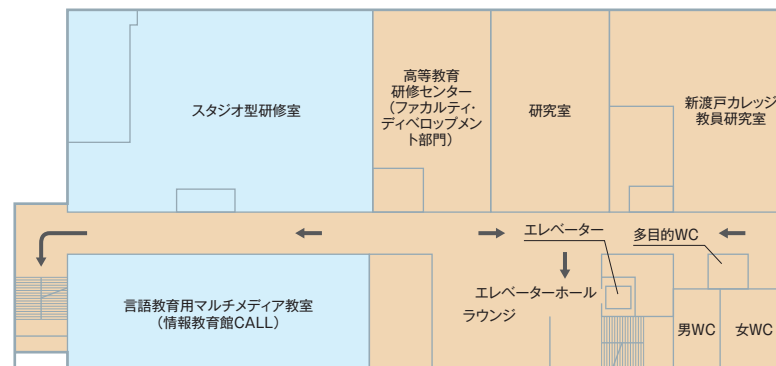 スタジオ型研修室
高等教育
研修センター
(ファカルティ・
ディベロップメン
ト部門)
研究室
新渡戸カレッジ
教員研究室
エレベーター
多目的WC
言語教育用マルチメディア教室
(情報教育館CALL)
エレベーターホール
ラウンジ
男WC
女WC